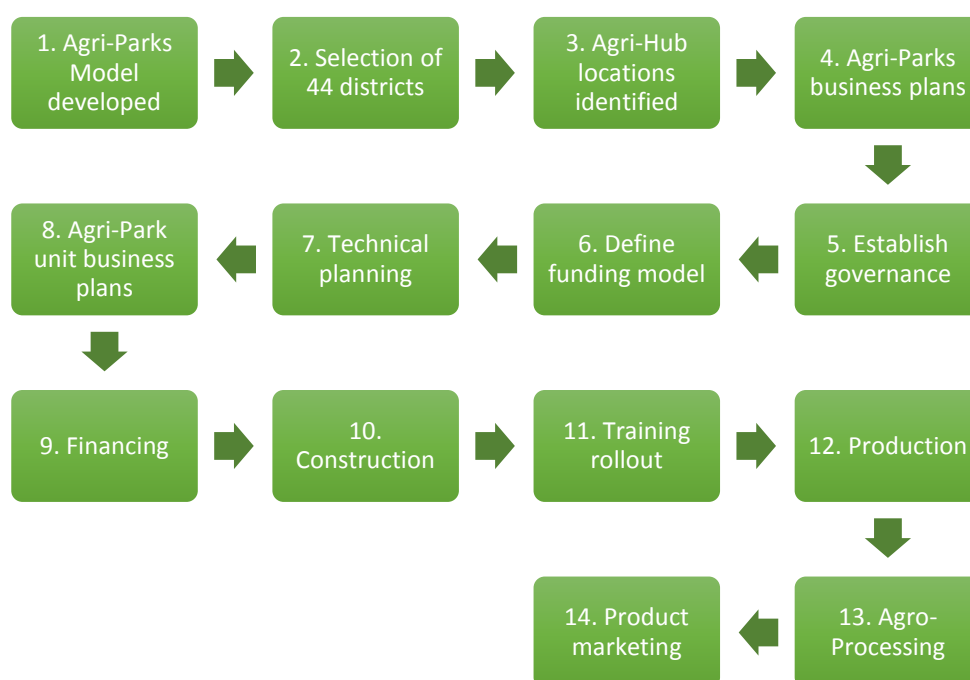 1. Agri-Parks
Model
developed
2. Selection of
44 districts
3. Agri-Hub
locations
identified
4. Agri-Parks
business plans
5. Establish
governance
6. Define
funding model
7. Technical
planning
8. Agri-Park
unit business
plans
9. Financing
10.
Construction
11. Training
rollout
12. Production
13. Agro-
Processing
14. Product
marketing